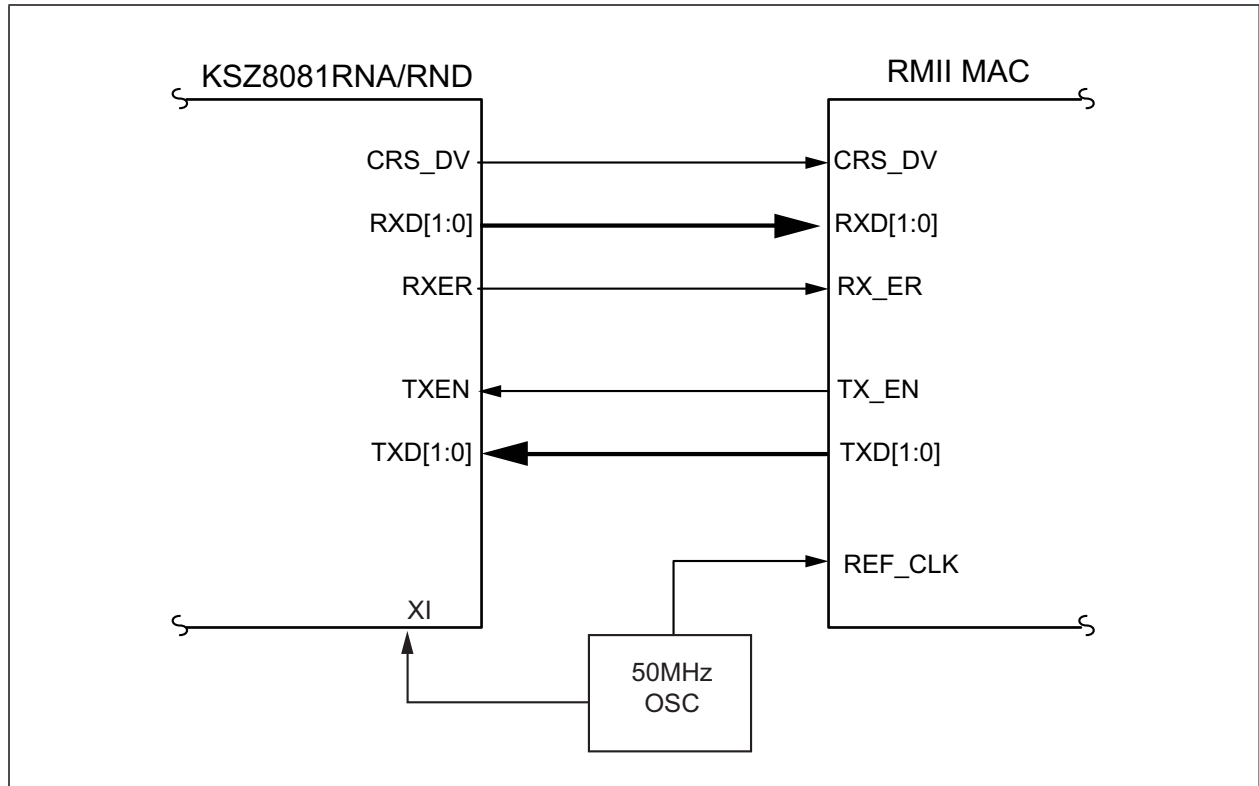 KSZ8081RNA/RND
RMII MAC
CRS_DV
CRS_DV
RXD[1:0]
RXD[1:0]
RXER
RX_ER
TXEN
TX_EN
TXD[1:0]
TXD[1:0]
REF_CLK
XI
50MHz
OSC